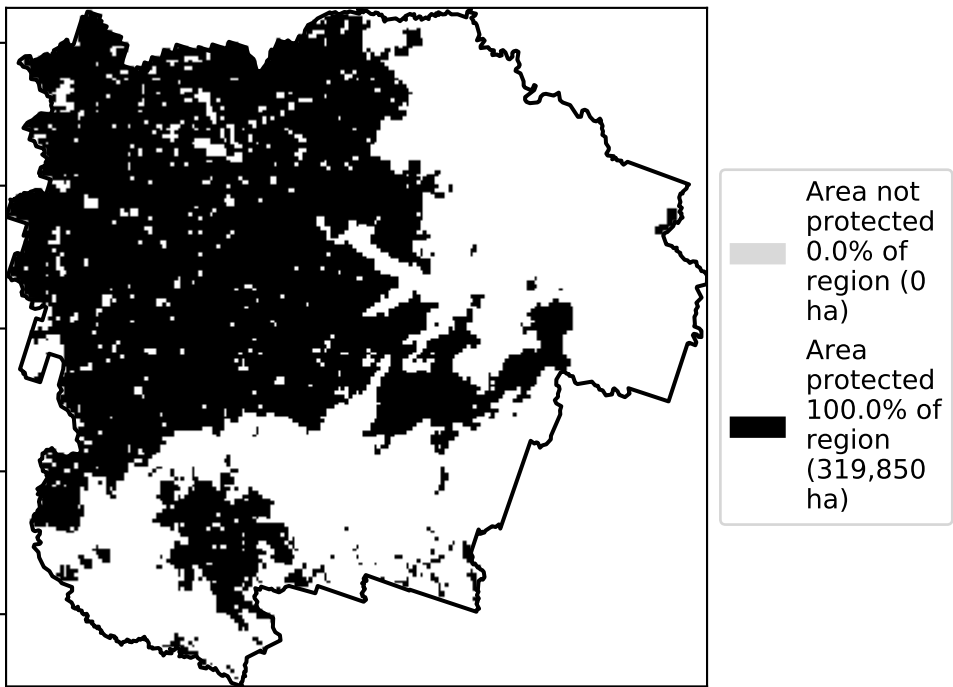 Area not
protected
0.0% of
region (0
ha)
Area
protected
100.0% of
region
(319,850
ha)